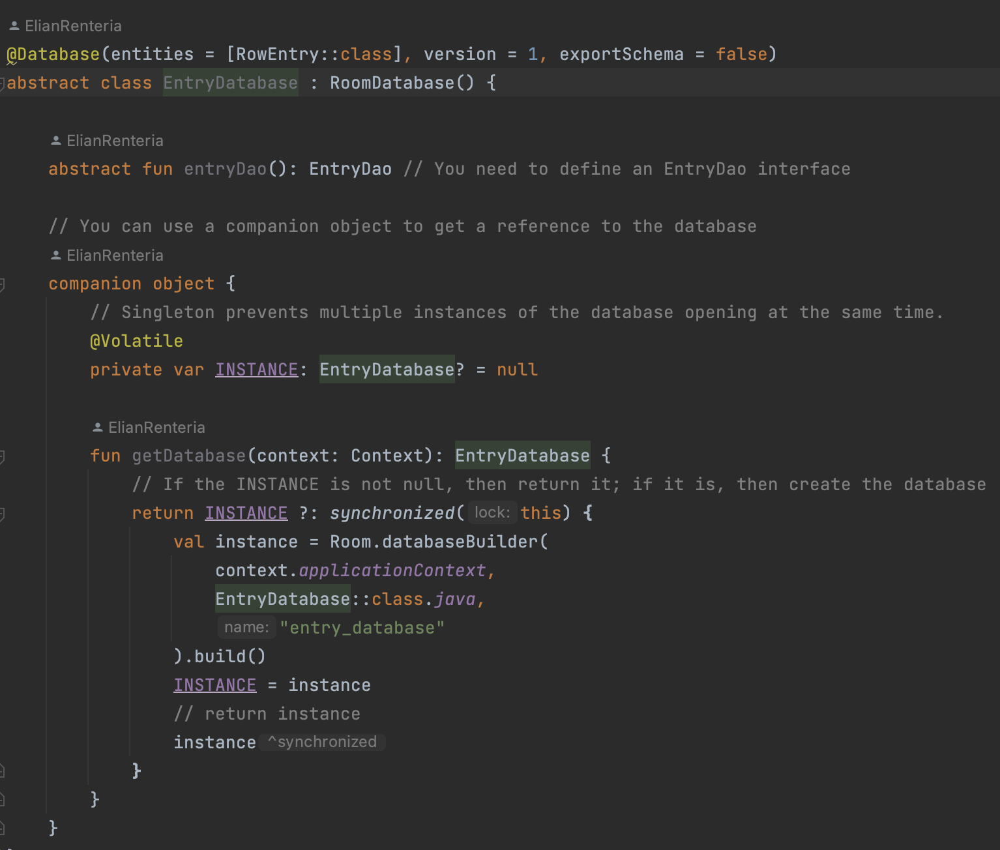 ElianRenteria
@Database(entities = [RowEntry::class], version = 1, exportSchema = false)
abstract class EntryDatabase : RoomDatabase() {
ElianRenteria
abstract fun entryDao(): EntryDao // You need to define an EntryDao interface
// You can use a companion object to get a reference to the database
ElianRenteria
companion object {
// Singleton prevents multiple instances of the database opening at the same time.
@Volatile
private var INSTANCE: EntryDatabase? = null
ElianRenteria
fun getDatabase(context: Context): EntryDatabase {
// If the INSTANCE is not null, then return it; if it is, then create the database
return INSTANCE ?: synchronized( lock: this) {
val instance = Room.databaseBuilder(
context.applicationContext,
EntryDatabase::class.java,
name: "entry_database"
).build()
INSTANCE = instance
// return instance
instance ^synchronized
}
}
}